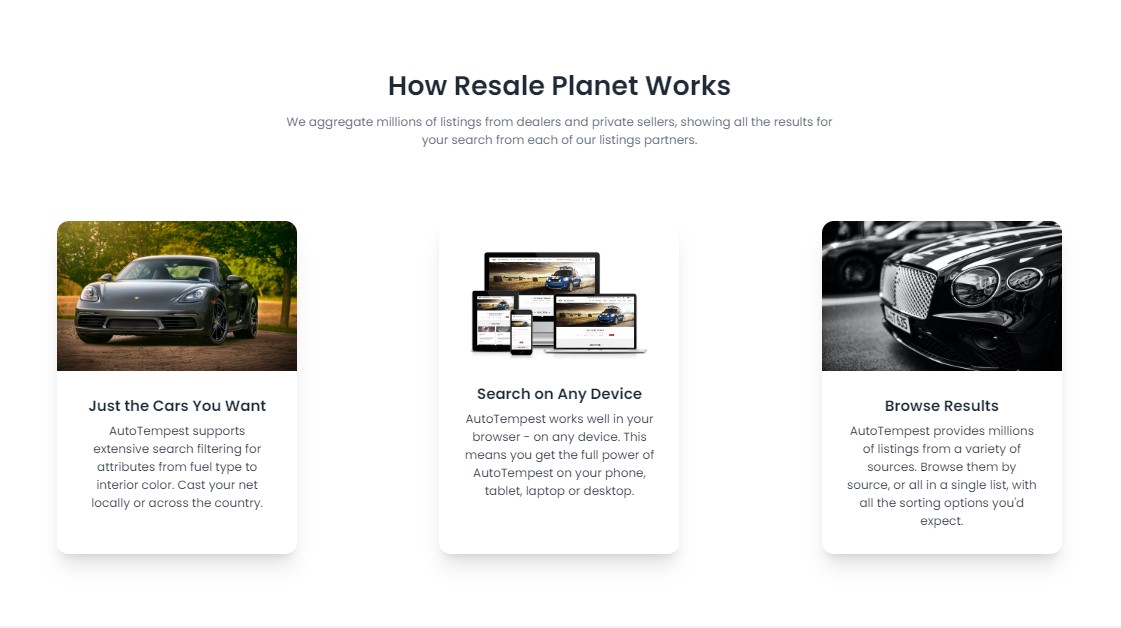 How Resale Planet Works
We aggregate millions of listings from dealers and private sellers, showing all the results for
your search from each of our listings partners.
Just the Cars You Want
AutoTempest supports
extensive search filtering for
attributes from fuel type to
interior color. Cast your net
locally or across the country.
Search on Any Device
AutoTempest works well in your
browser - on any device. This
means you get the full power of
AutoTempest on your phone,
tablet, laptop or desktop.
Browse Results
AutoTempest provides millions
of listings from a variety of
sources. Browse them by
source, or all in a single list, with
all the sorting options you'd
expect.